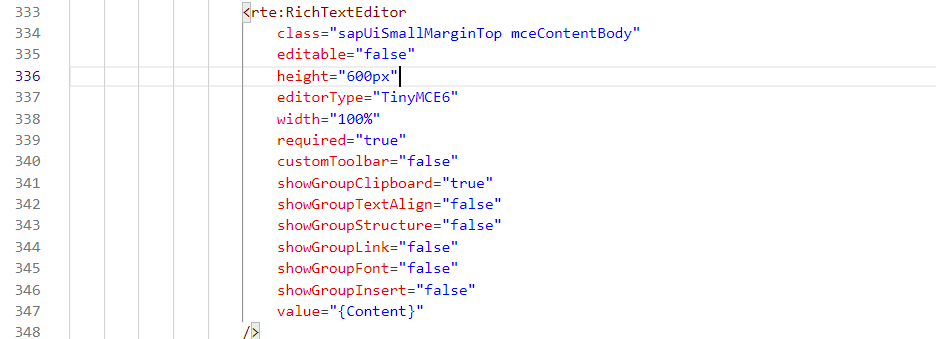 333 <rte:RichTextEditor
334 class="sapUiSmallMarginTop mceContentBody"
335 editable="false"
336 height="600px"
337 editorType="TinyMCE6"
338 width="100%"
339 required="true"
340 customToolbar="false"
341 showGroupClipboard="true"
342 showGroupTextAlign="false"
343 showGroupStructure="false"
344 showGroupLink="false"
345 showGroupFont="false"
346 showGroupInsert="false"
347 value="{Content}"
348 />